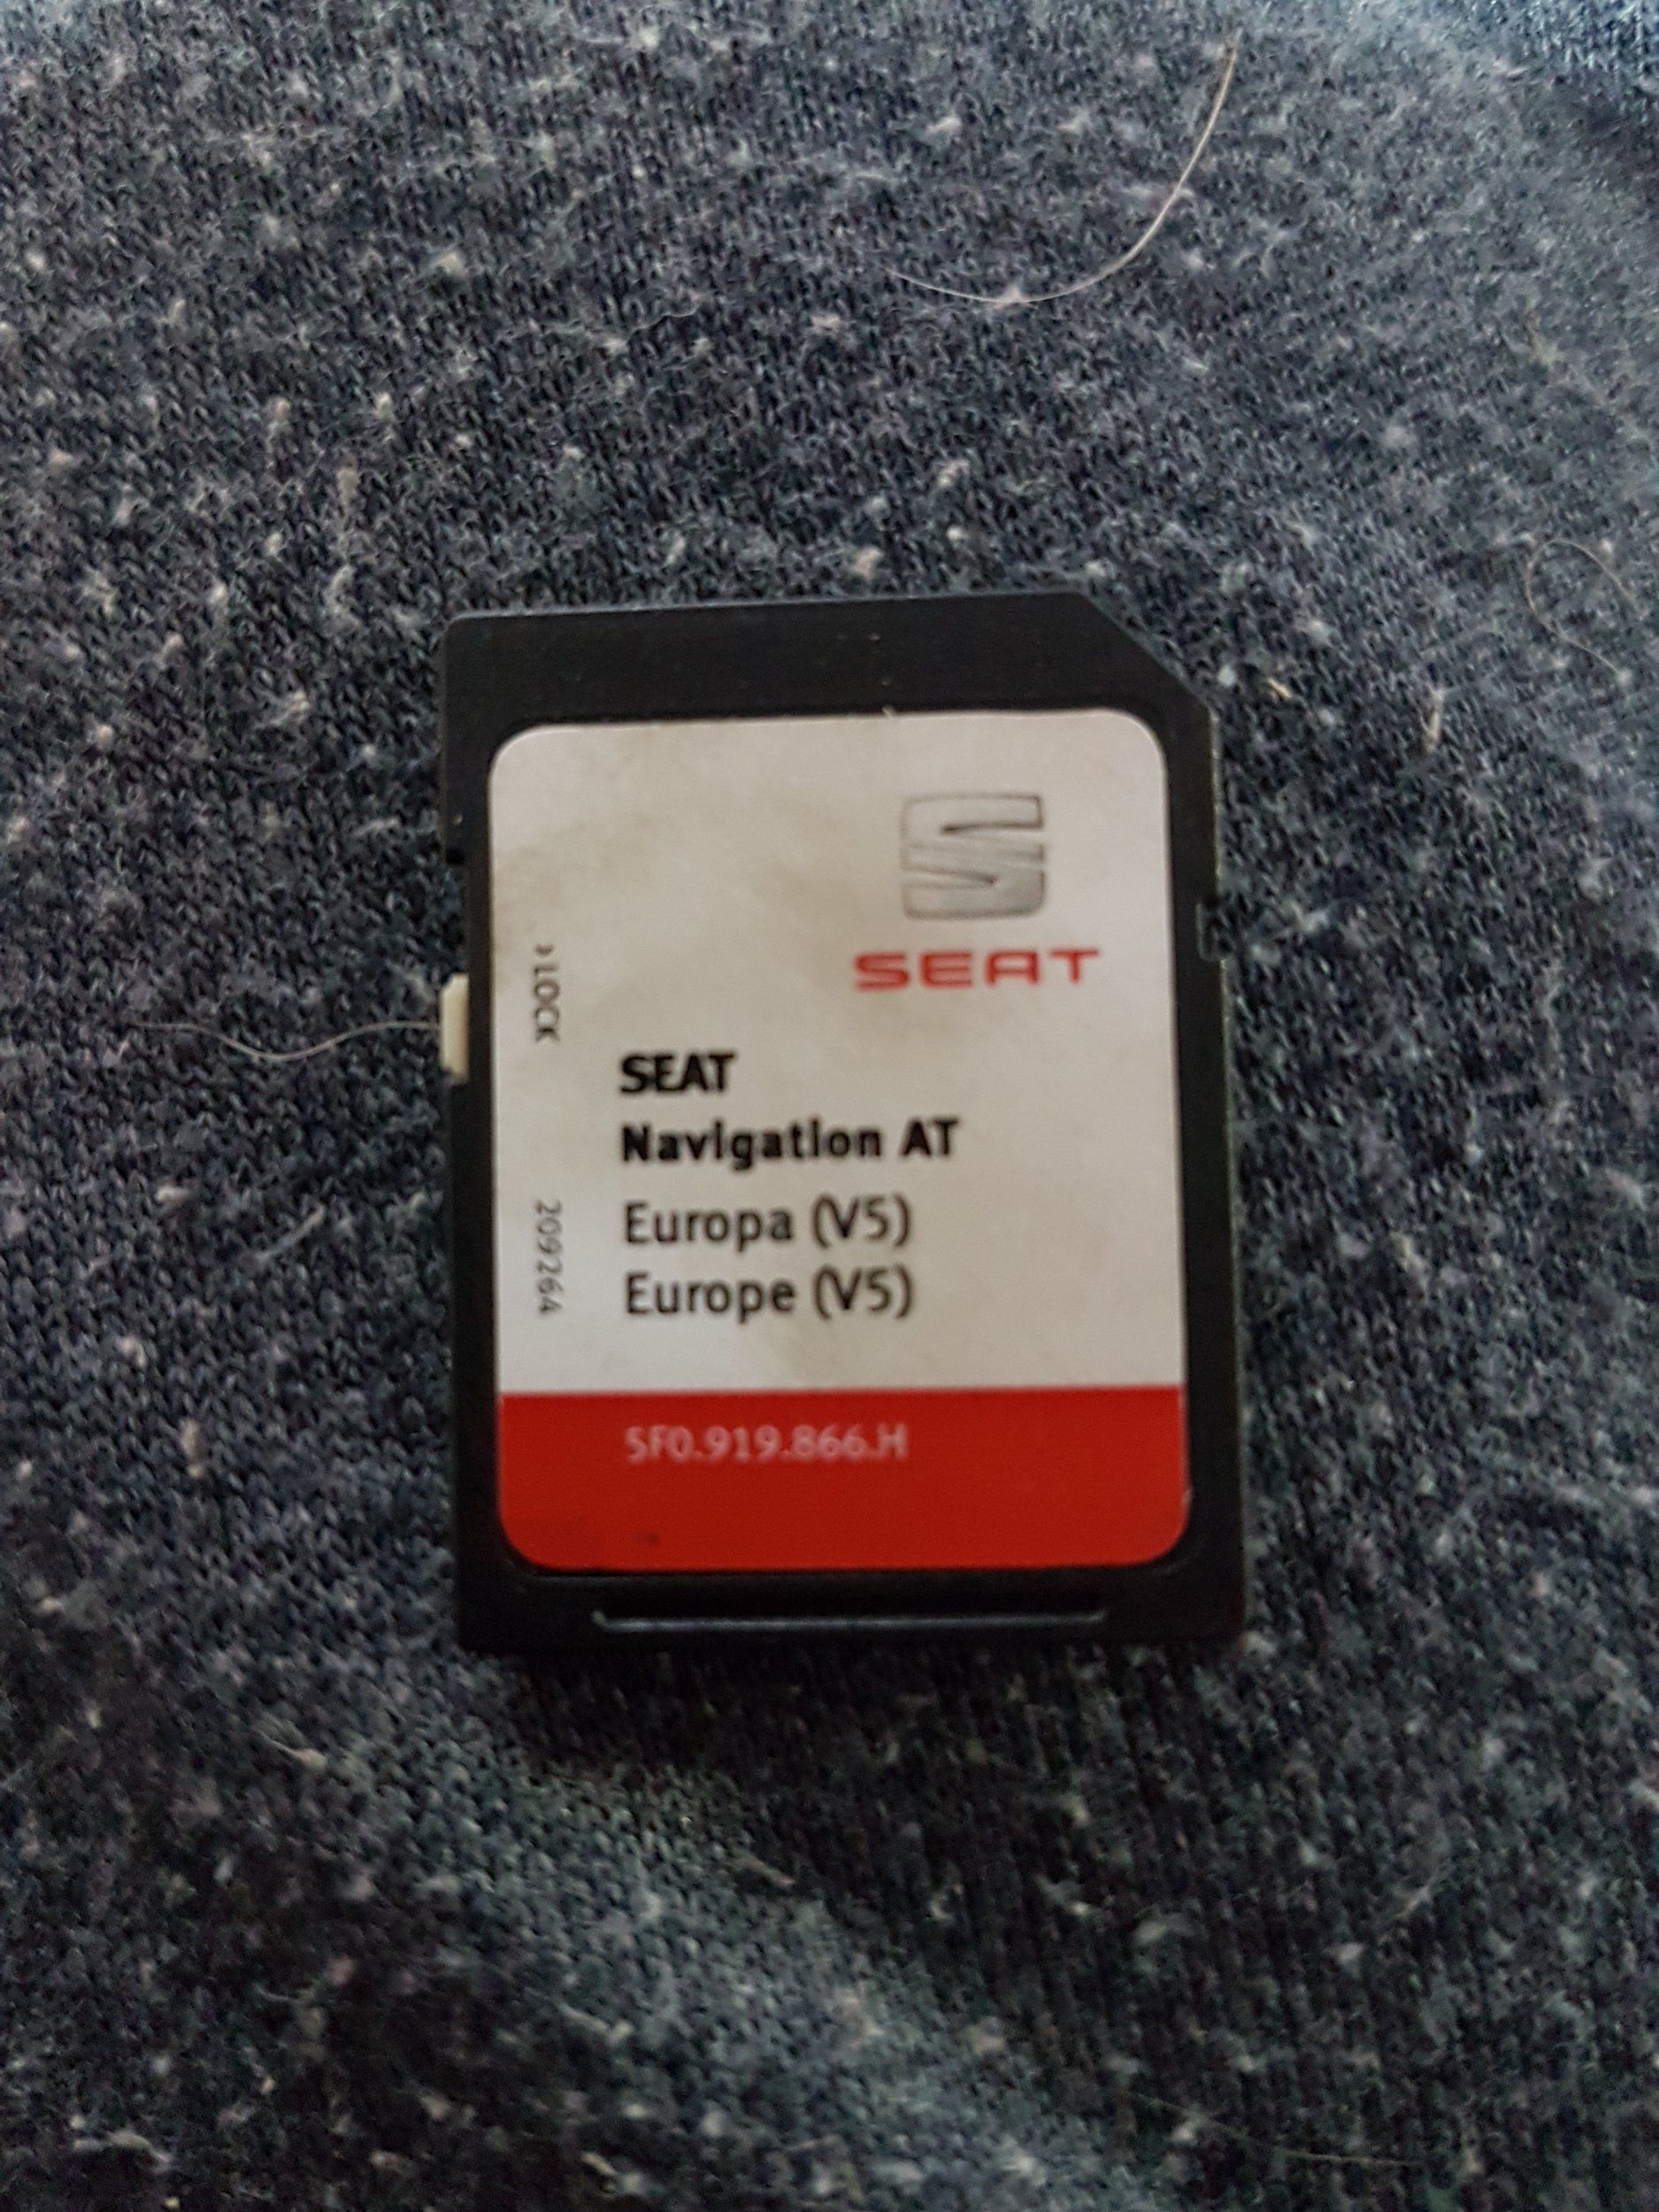 SEAT
› LOCK
SEAT
Navigation AT
Europa (V5)
Europe (V5)
209264
5F0.919.866.H